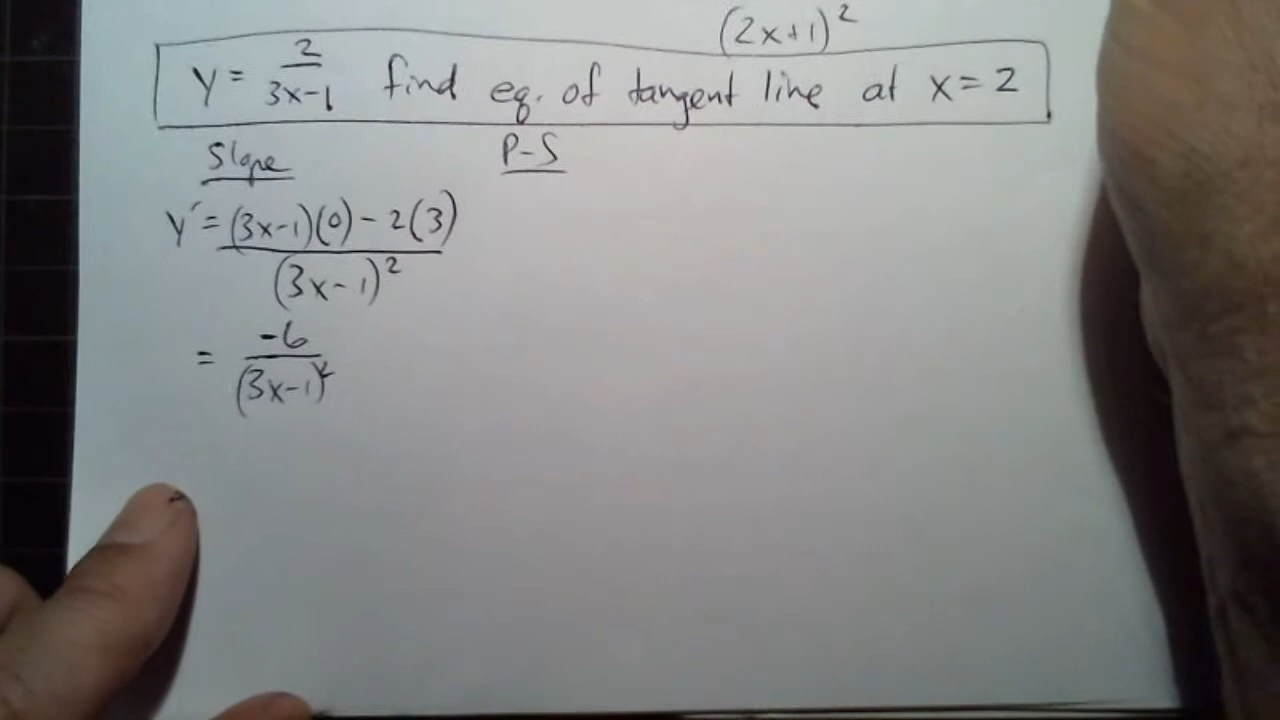 (2x+1)²
y = 2/(3x-1) find eq. of tangent line at x=2
Slope P-S
y' = ((3x-1)(0) - 2(3))/(3x-1)²
= -6/(3x-1)²